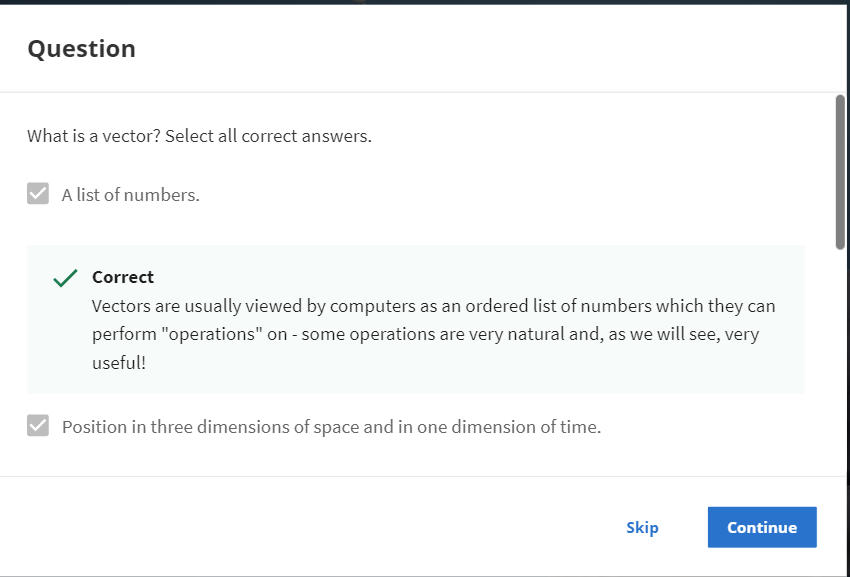 Question
What is a vector? Select all correct answers.
A list of numbers.
Correct
Vectors are usually viewed by computers as an ordered list of numbers which they can
perform "operations" on - some operations are very natural and, as we will see, very
useful!
Position in three dimensions of space and in one dimension of time.
Skip
Continue